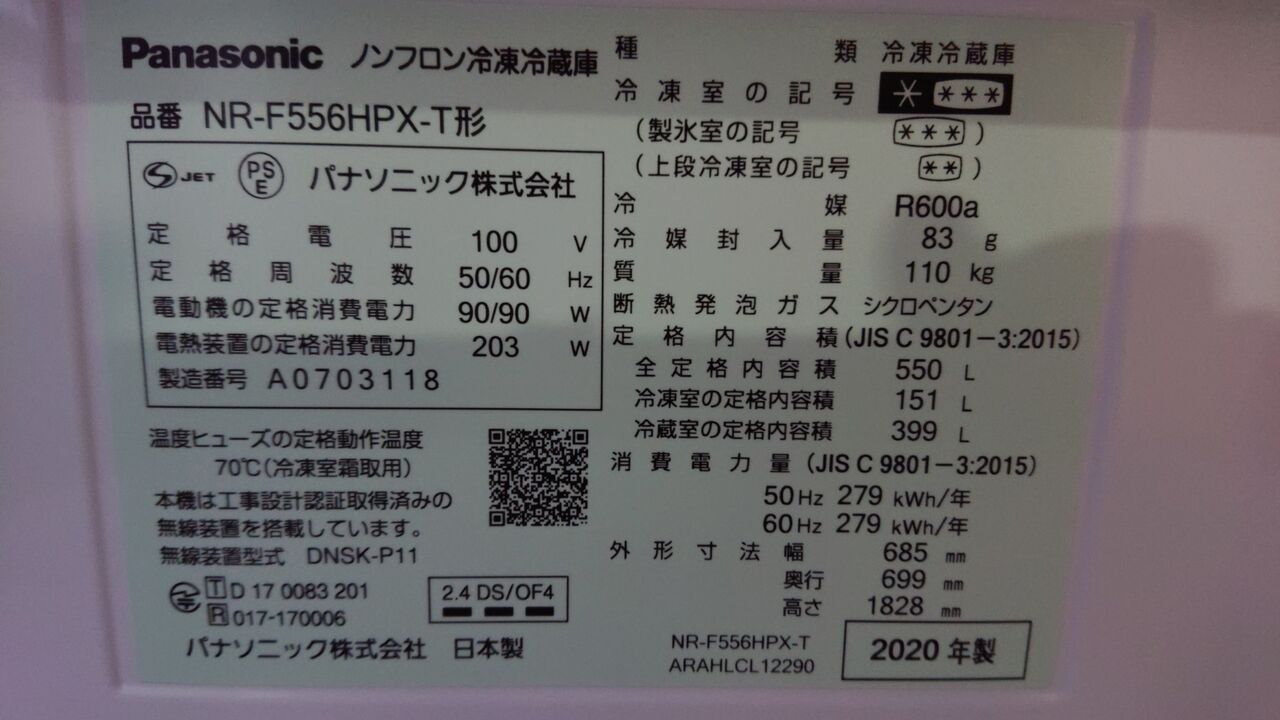 Panasonic ノンフロン冷凍冷蔵庫
品番 NR-F556HPX-T形
S JET PSE パナソニック株式会社
定格電圧 100 V
定格周波数 50/60 Hz
電動機の定格消費電力 90/90 W
電熱装置の定格消費電力 203 W
製造番号 A0703118
温度ヒューズの定格動作温度
70℃(冷凍室霜取用)
本機は工事設計認証取得済みの
無線装置を搭載しています。
無線装置型式 DNSK-P11
T D 17 0083 201
R 017-170006
2.4 DS/OF4
パナソニック株式会社 日本製
種類 冷凍冷蔵庫
冷凍室の記号 * ***
(製氷室の記号 ***)
(上段冷凍室の記号 **)
冷媒 R600a
冷媒封入量 83 g
質量 110 kg
断熱発泡ガス シクロペンタン
定格内容積 (JIS C 9801-3:2015)
全定格内容積 550 L
冷凍室の定格内容積 151 L
冷蔵室の定格内容積 399 L
消費電力量 (JIS C 9801-3:2015)
50Hz 279 kWh/年
60Hz 279 kWh/年
外形寸法幅 685 mm
奥行 699 mm
高さ 1828 mm
NR-F556HPX-T
ARAHLCL12290
2020年製